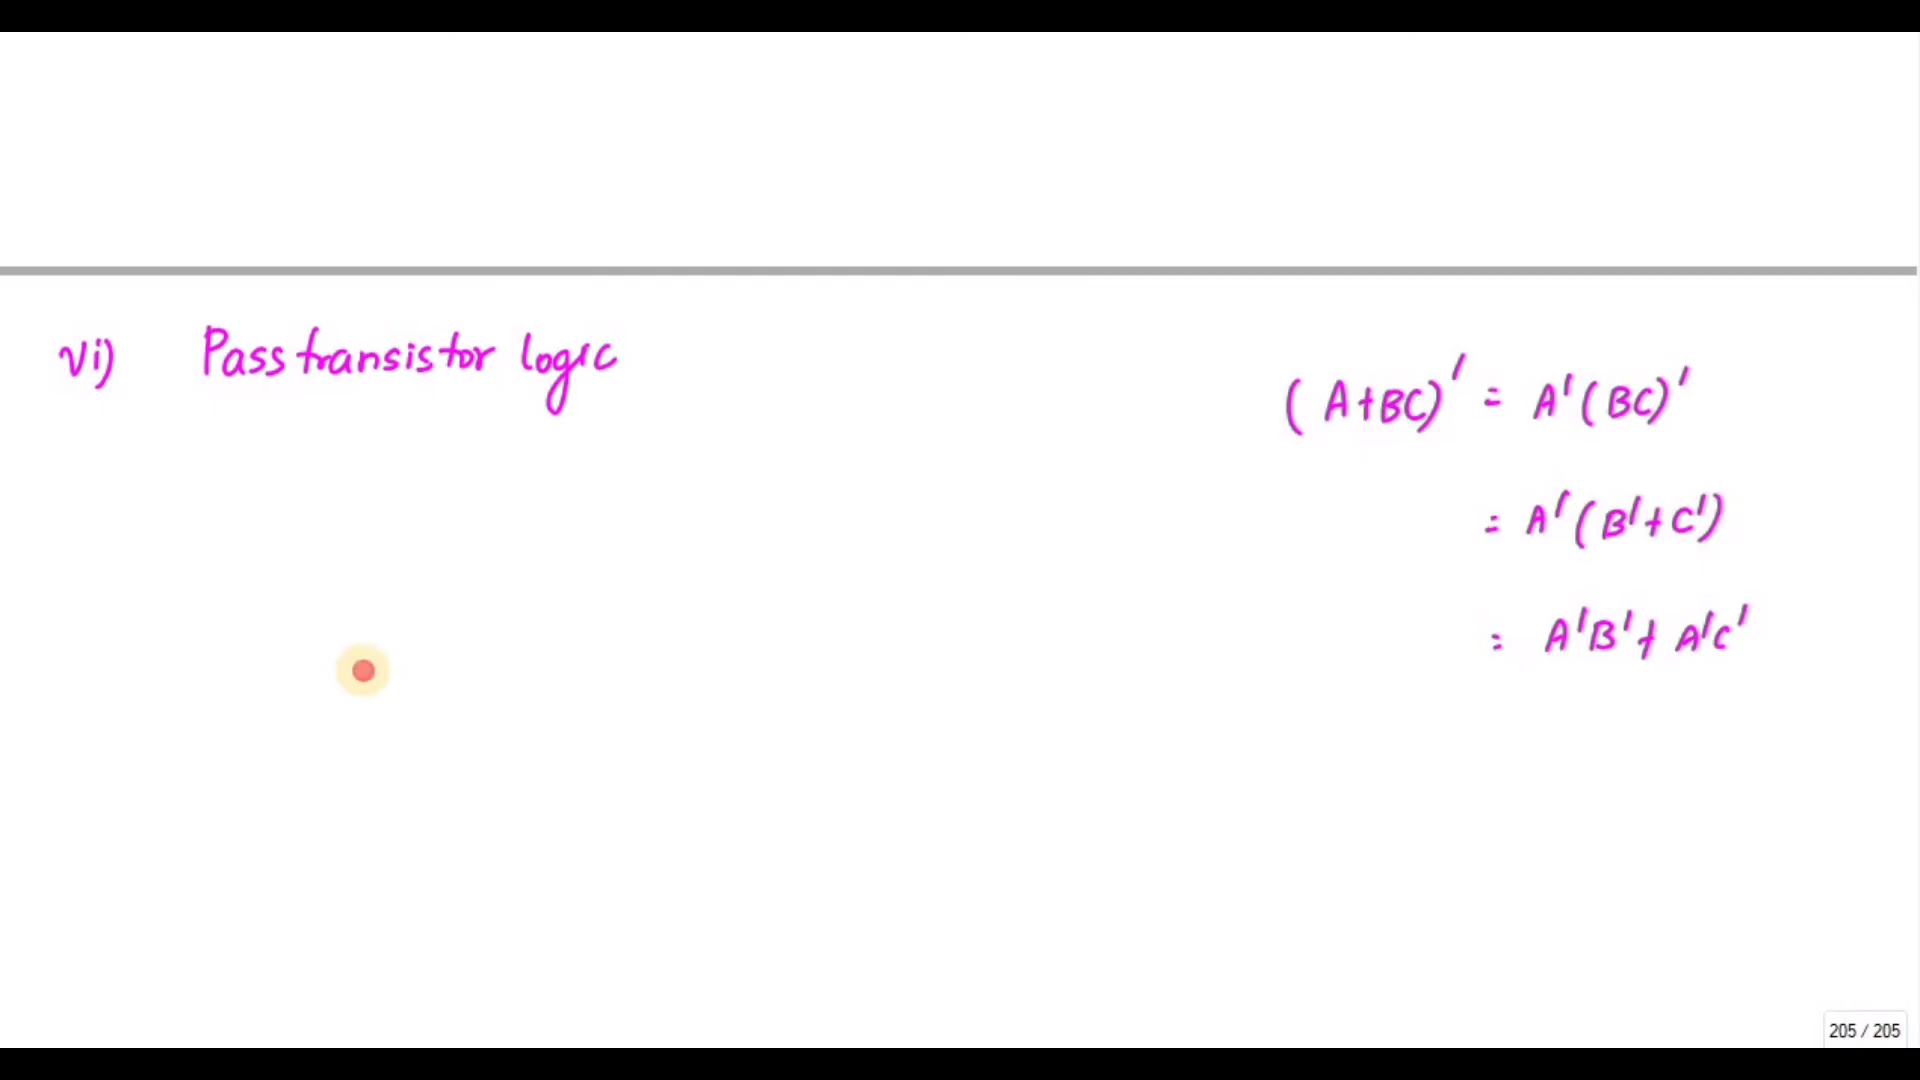 vi) Pass transistor logic
(A+BC)' = A'(BC)'
= A'(B'+C')
= A'B'+A'C'
205 / 205